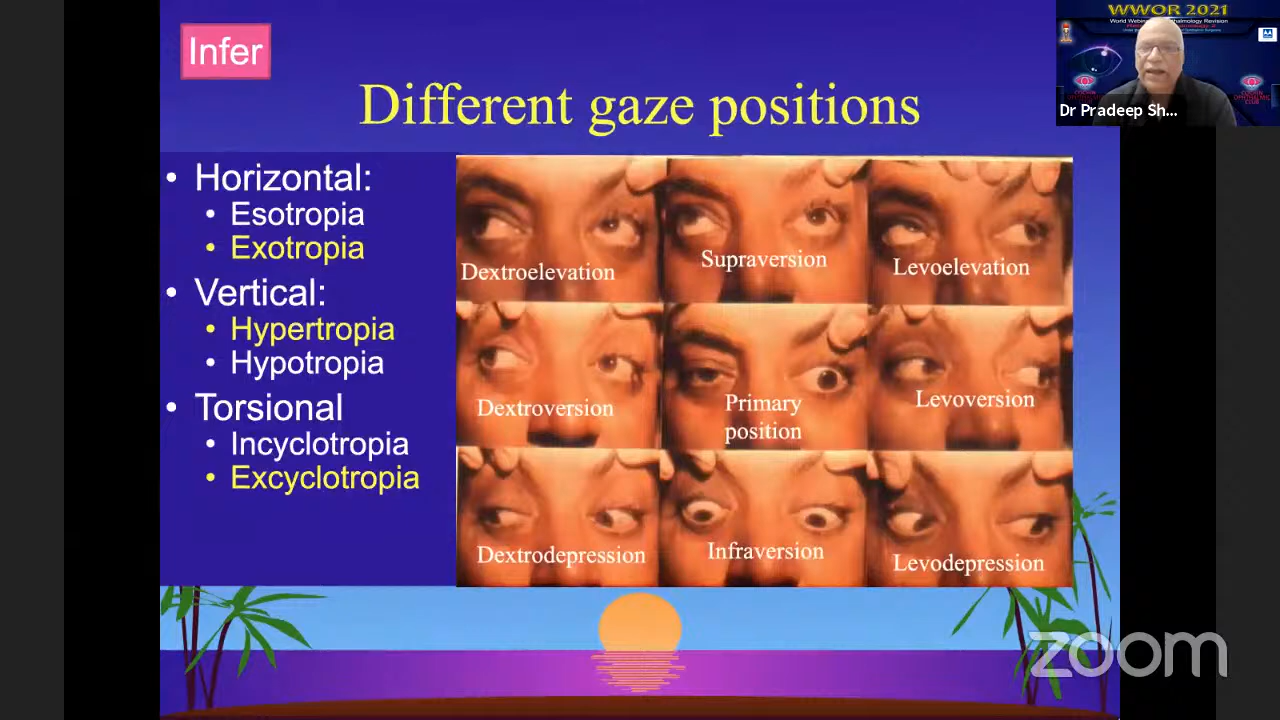 Infer
Different gaze positions
• Horizontal:
• Esotropia
• Exotropia
• Vertical:
• Hypertropia
• Hypotropia
• Torsional
• Incyclotropia
• Excyclotropia
Dextroelevation
Supraversion
Levoelevation
Dextroversion
Primary
position
Levoversion
Dextrodepression
Infraversion
Levodepression
WWOR 2021
Dr Pradeep Sh...
zoom